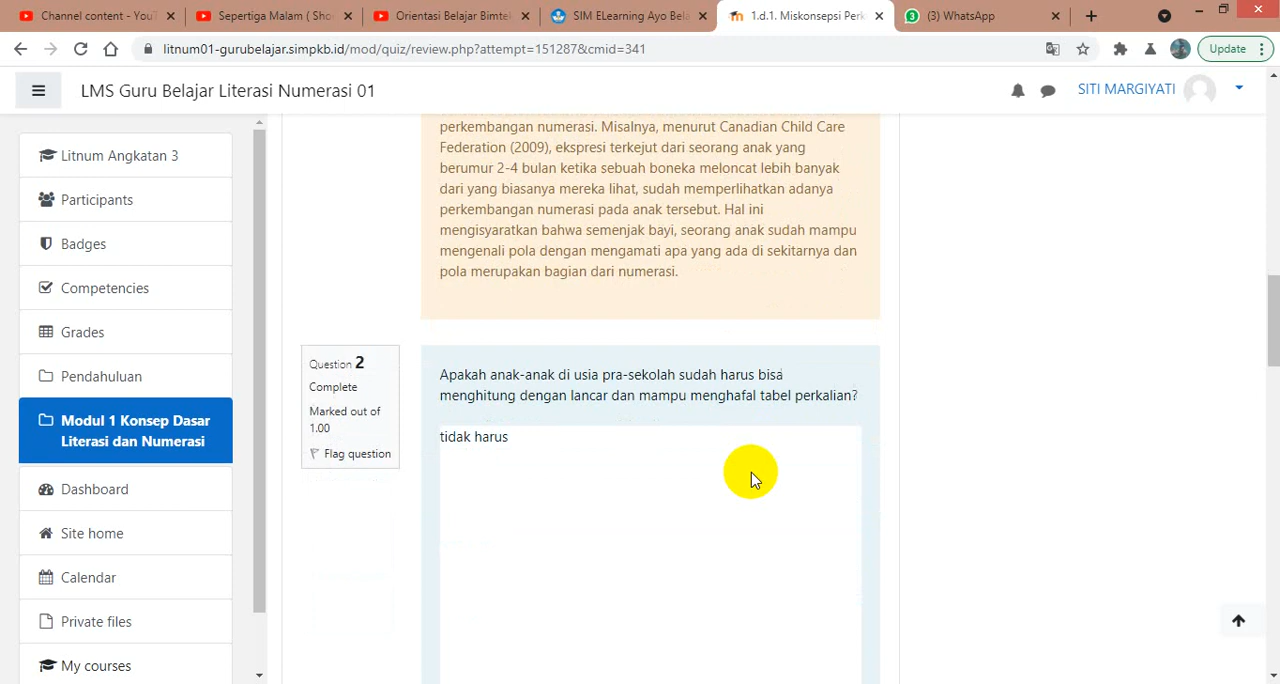 Channel content - YouT
Sepertiga Malam ( Sho
Orientasi Belajar Bimte
SIM ELearning Ayo Bela
1.d.1. Miskonsepsi Perk
(3) WhatsApp
litnum01-gurubelajar.simpkb.id/mod/quiz/review.php?attempt=151287&cmid=341
Update
LMS Guru Belajar Literasi Numerasi 01
SITI MARGIYATI
Litnum Angkatan 3
Participants
Badges
Competencies
Grades
Pendahuluan
Modul 1 Konsep Dasar
Literasi dan Numerasi
Dashboard
Site home
Calendar
Private files
My courses
perkembangan numerasi. Misalnya, menurut Canadian Child Care
Federation (2009), ekspresi terkejut dari seorang anak yang
berumur 2-4 bulan ketika sebuah boneka meloncat lebih banyak
dari yang biasanya mereka lihat, sudah memperlihatkan adanya
perkembangan numerasi pada anak tersebut. Hal ini
mengisyaratkan bahwa semenjak bayi, seorang anak sudah mampu
mengenali pola dengan mengamati apa yang ada di sekitarnya dan
pola merupakan bagian dari numerasi.
Question 2
Complete
Marked out of
1.00
Flag question
Apakah anak-anak di usia pra-sekolah sudah harus bisa
menghitung dengan lancar dan mampu menghafal tabel perkalian?
tidak harus